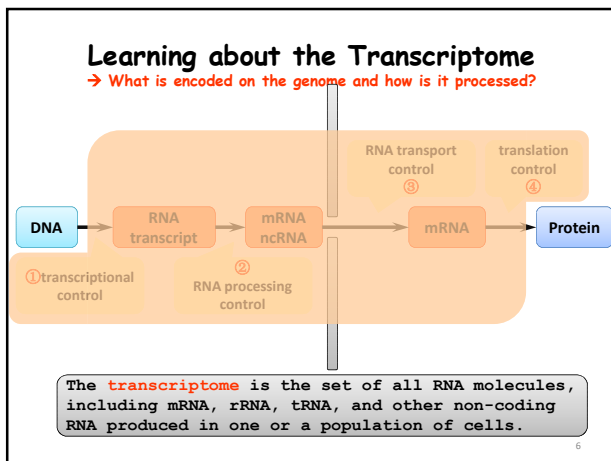 Learning about the Transcriptome
→ What is encoded on the genome and how is it processed?
RNA transport
control
③
translation
control
④
DNA
RNA
transcript
mRNA
ncRNA
mRNA
Protein
①transcriptional
control
②
RNA processing
control
The transcriptome is the set of all RNA molecules,
including mRNA, rRNA, tRNA, and other non-coding
RNA produced in one or a population of cells.
6